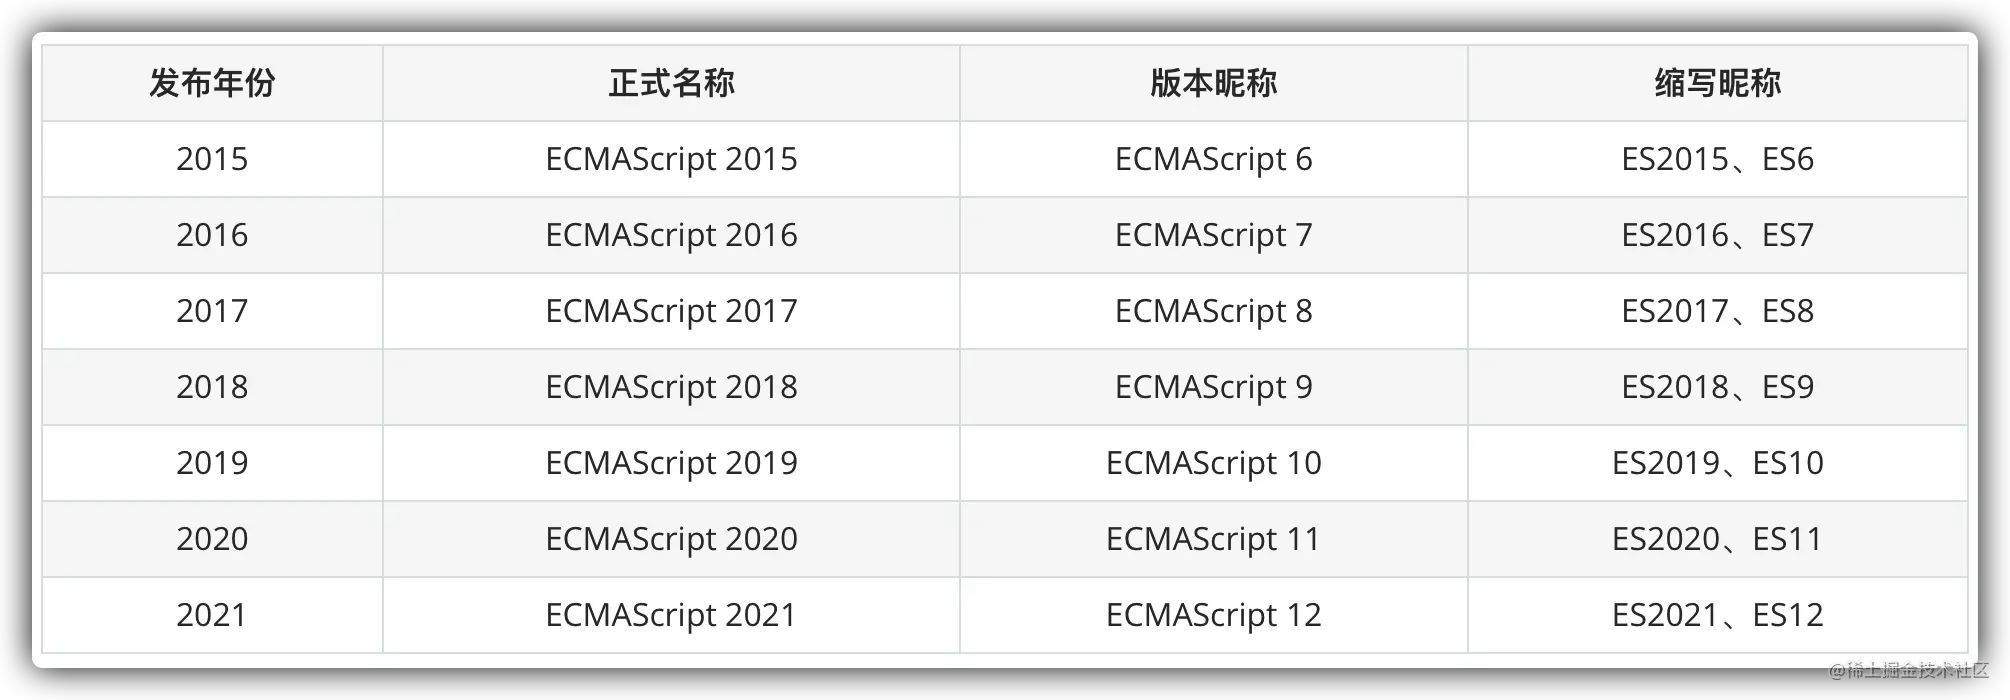 发布年份 正式名称 版本昵称 缩写昵称
2015 ECMAScript 2015 ECMAScript 6 ES2015、ES6
2016 ECMAScript 2016 ECMAScript 7 ES2016、ES7
2017 ECMAScript 2017 ECMAScript 8 ES2017、ES8
2018 ECMAScript 2018 ECMAScript 9 ES2018、ES9
2019 ECMAScript 2019 ECMAScript 10 ES2019、ES10
2020 ECMAScript 2020 ECMAScript 11 ES2020、ES11
2021 ECMAScript 2021 ECMAScript 12 ES2021、ES12
@稀土掘金技术社区